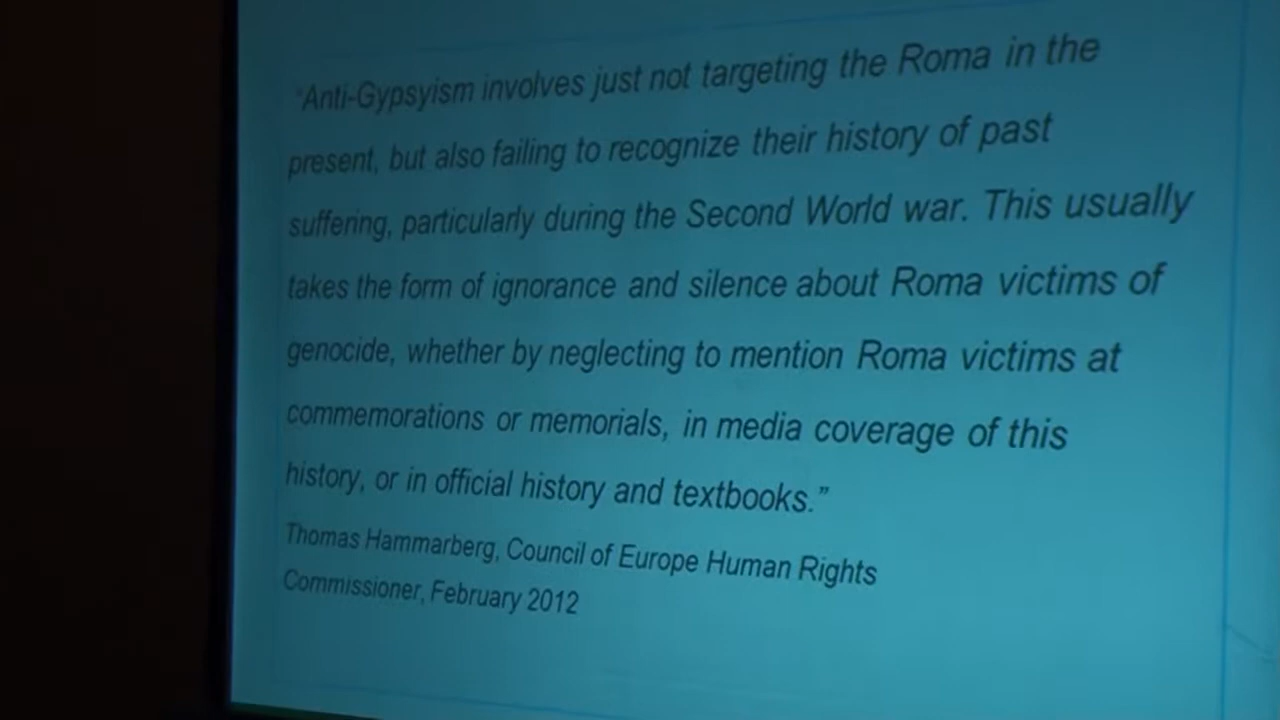 “Anti-Gypsyism involves just not targeting the Roma in the
present, but also failing to recognize their history of past
suffering, particularly during the Second World war. This usually
takes the form of ignorance and silence about Roma victims of
genocide, whether by neglecting to mention Roma victims at
commemorations or memorials, in media coverage of this
history, or in official history and textbooks.”
Thomas Hammarberg, Council of Europe Human Rights
Commissioner, February 2012